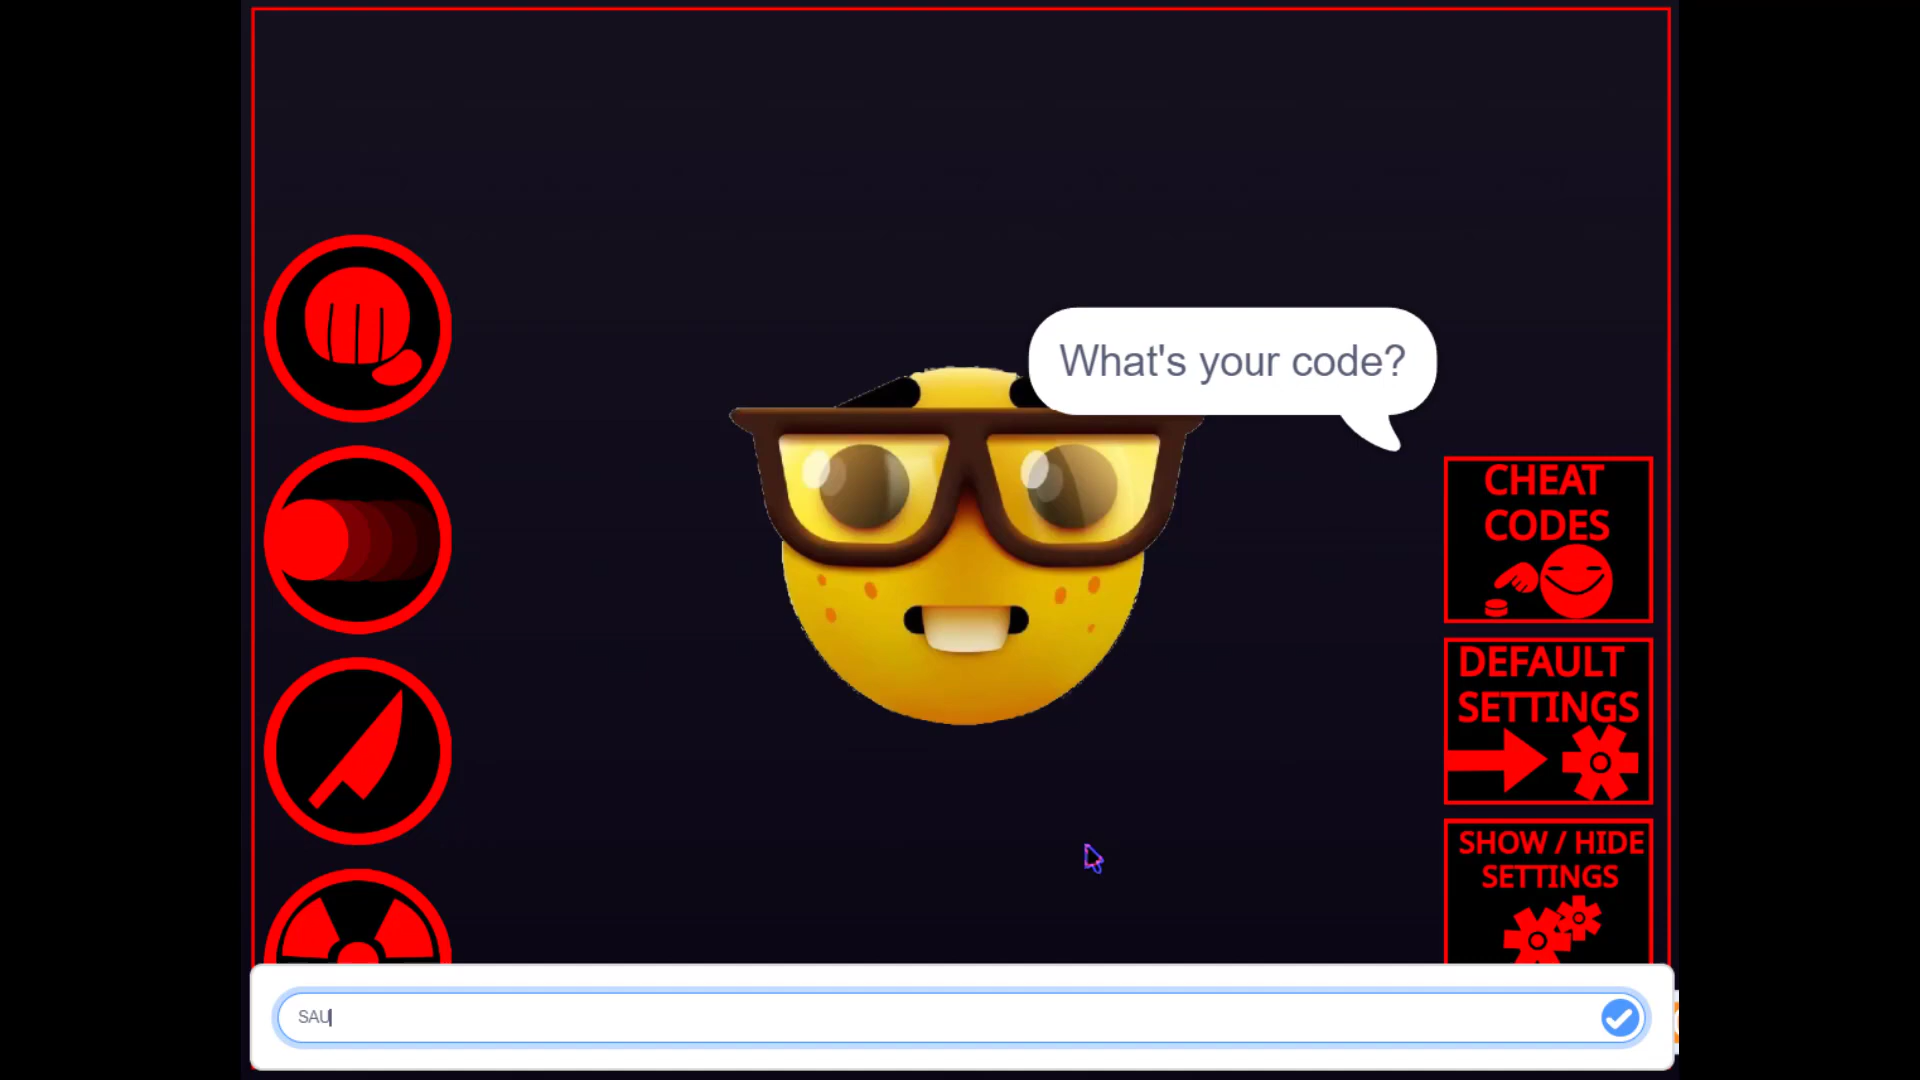 What's your code?
CHEAT
CODES
DEFAULT
SETTINGS
SHOW / HIDE
SETTINGS
SAU